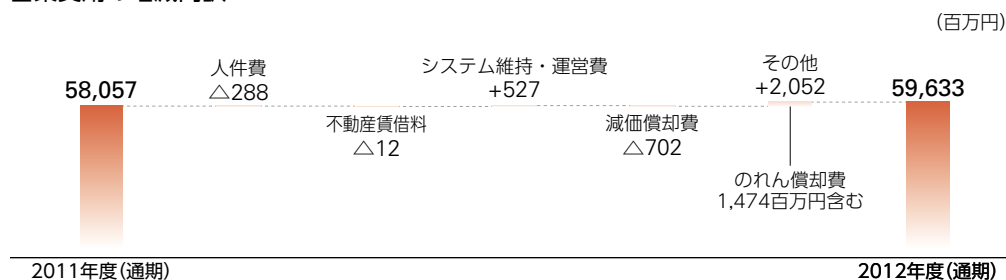 （百万円）
58,057
人件費
△288
不動産賃借料
△12
システム維持・運営費
+527
減価償却費
△702
その他
+2,052
のれん償却費
1,474百万円含む
59,633
2011年度（通期）
2012年度（通期）